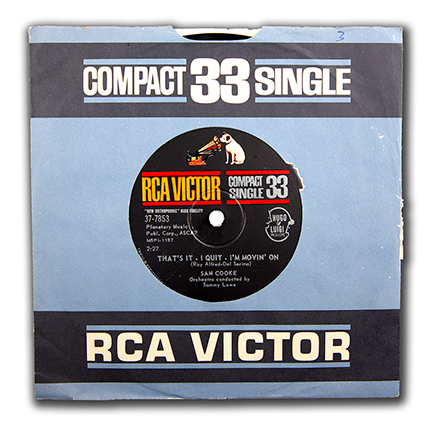 3
COMPACT 33 SINGLE
RCA VICTOR COMPACT SINGLE 33
"NEW ORTHOPHONIC" HIGH FIDELITY
37-7853
Planetary Music
Publ. Corp., ASCAP
HUGO & LUIGI
2:27
THAT'S IT - I QUIT - I'M MOVIN' ON
(Roy Alfred-Del Serino)
SAM COOKE
Orchestra conducted by
Sammy Lowe
RCA VICTOR